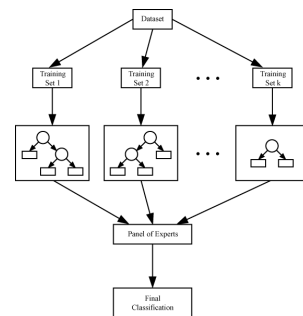 Dataset
Training
Set 1
Training
Set 2
. . .
Training
Set k
. . .
Panel of Experts
Final
Classification